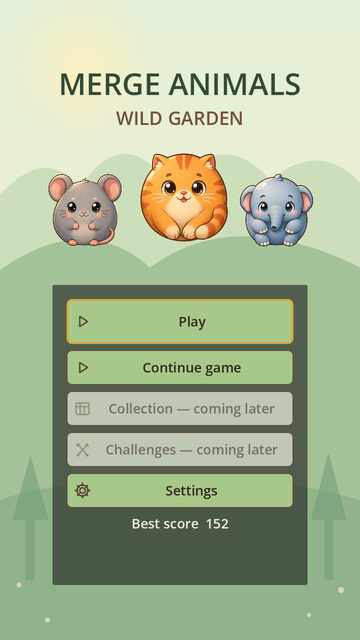 MERGE ANIMALS
WILD GARDEN
Play
Continue game
Collection — coming later
Challenges — coming later
Settings
Best score 152